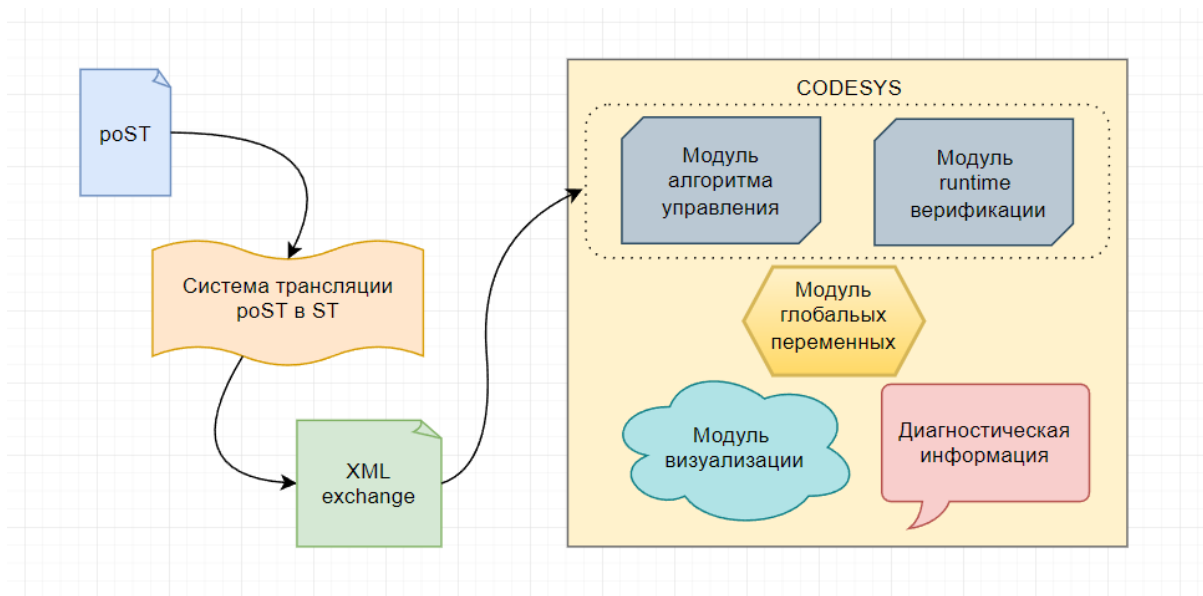 poST
Система трансляции
poST в ST
XML
exchange
CODESYS
Модуль
алгоритма
управления
Модуль
runtime
верификации
Модуль
глобальых
переменных
Модуль
визуализации
Диагностическая
информация